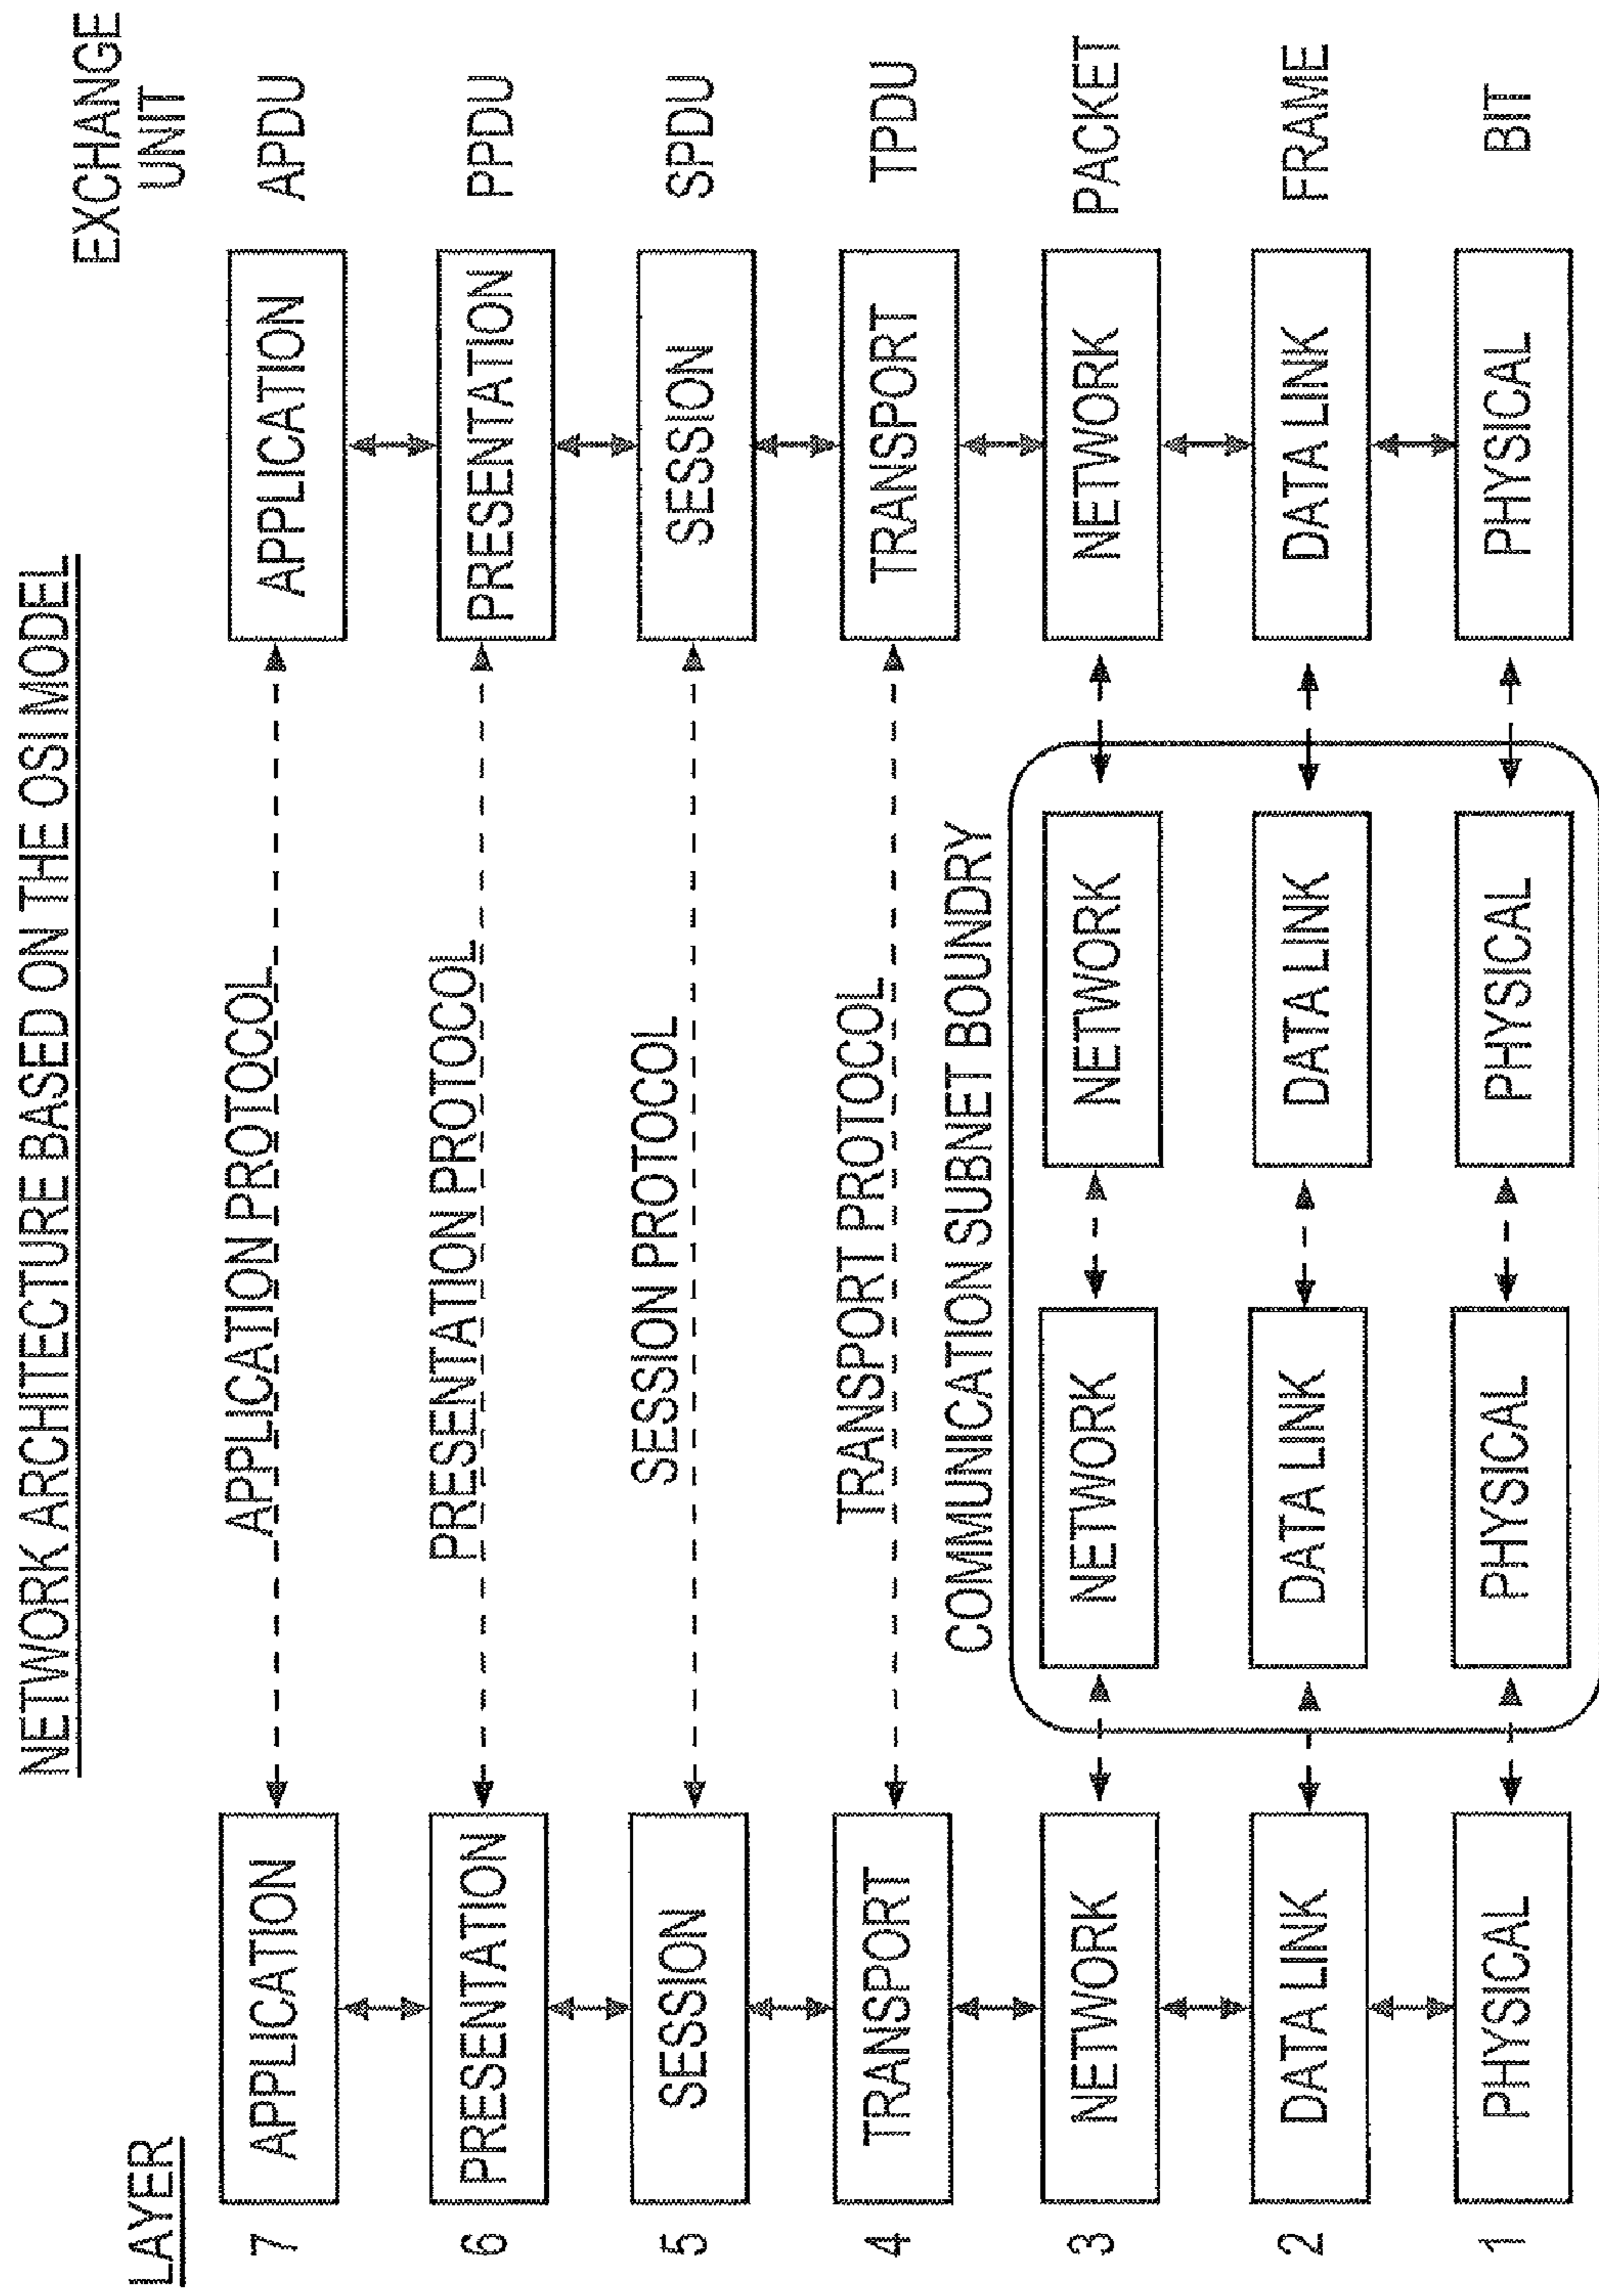 NETWORK ARCHITECTURE BASED ON THE OSI MODEL
LAYER
EXCHANGE
UNIT
7
APPLICATION
APPLICATION PROTOCOL
APPLICATION
APDU
6
PRESENTATION
PRESENTATION PROTOCOL
PRESENTATION
PPDU
5
SESSION
SESSION PROTOCOL
SESSION
SPDU
4
TRANSPORT
TRANSPORT PROTOCOL
TRANSPORT
TPDU
COMMUNICATION SUBNET BOUNDRY
3
NETWORK
NETWORK
NETWORK
NETWORK
PACKET
2
DATA LINK
DATA LINK
DATA LINK
DATA LINK
FRAME
1
PHYSICAL
PHYSICAL
PHYSICAL
PHYSICAL
BIT